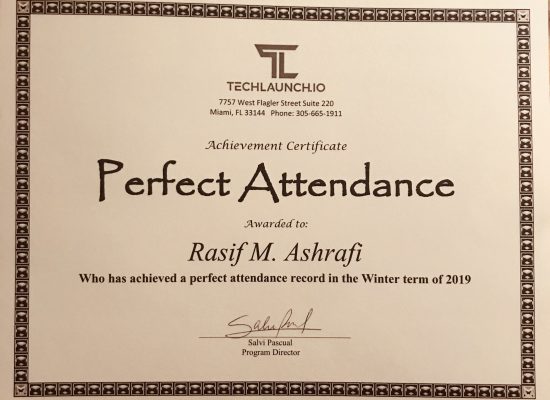 TL
TECHLAUNCH.IO
7757 West Flagler Street Suite 220
Miami, FL 33144 Phone: 305-665-1911
Achievement Certificate
Perfect Attendance
Awarded to:
Rasif M. Ashrafi
Who has achieved a perfect attendance record in the Winter term of 2019
Salvi Pascual
Program Director